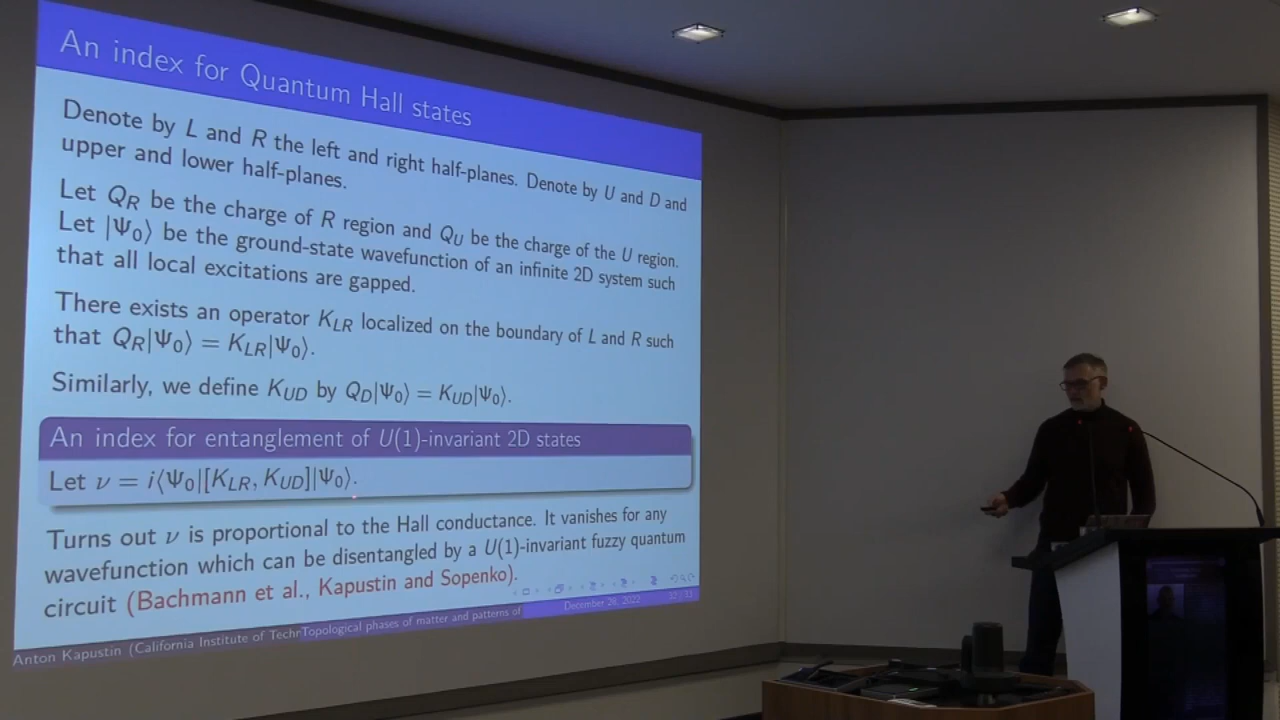 An index for Quantum Hall states
Denote by L and R the left and right half-planes. Denote by U and D and
upper and lower half-planes.
Let Q_R be the charge of R region and Q_U be the charge of the U region.
Let |Ψ₀⟩ be the ground-state wavefunction of an infinite 2D system such
that all local excitations are gapped.
There exists an operator K_LR localized on the boundary of L and R such
that Q_R|Ψ₀⟩ = K_LR|Ψ₀⟩.
Similarly, we define K_UD by Q_D|Ψ₀⟩ = K_UD|Ψ₀⟩.
An index for entanglement of U(1)-invariant 2D states
Let ν = i⟨Ψ₀|[K_LR, K_UD]|Ψ₀⟩.
Turns out ν is proportional to the Hall conductance. It vanishes for any
wavefunction which can be disentangled by a U(1)-invariant fuzzy quantum
circuit (Bachmann et al., Kapustin and Sopenko).
Anton Kapustin (California Institute of Techn Topological phases of matter and patterns of December 28, 2022